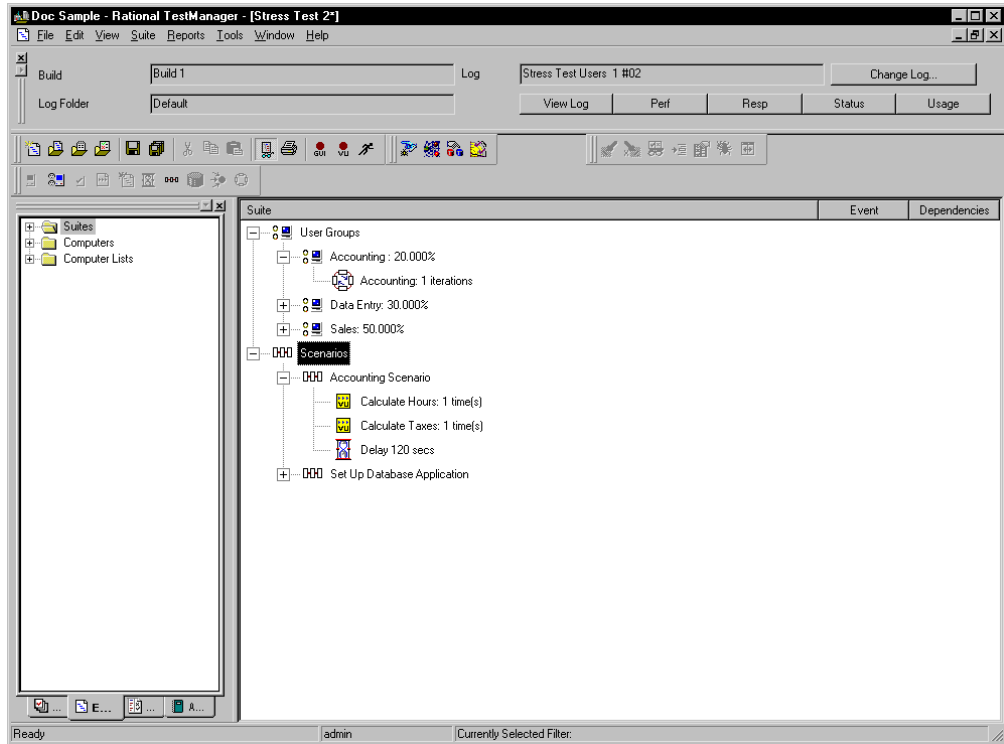 Doc Sample - Rational TestManager - [Stress Test 2*]
File Edit View Suite Reports Tools Window Help
Build Build 1 Log Stress Test Users 1 #02 Change Log...
Log Folder Default View Log Perf Resp Status Usage
GUI VU
Suites
Computers
Computer Lists
Suite Event Dependencies
User Groups
Accounting : 20.000%
Accounting: 1 iterations
Data Entry: 30.000%
Sales: 50.000%
Scenarios
Accounting Scenario
VU Calculate Hours: 1 time(s)
VU Calculate Taxes: 1 time(s)
Delay 120 secs
Set Up Database Application
... E... ... A...
Ready admin Currently Selected Filter: